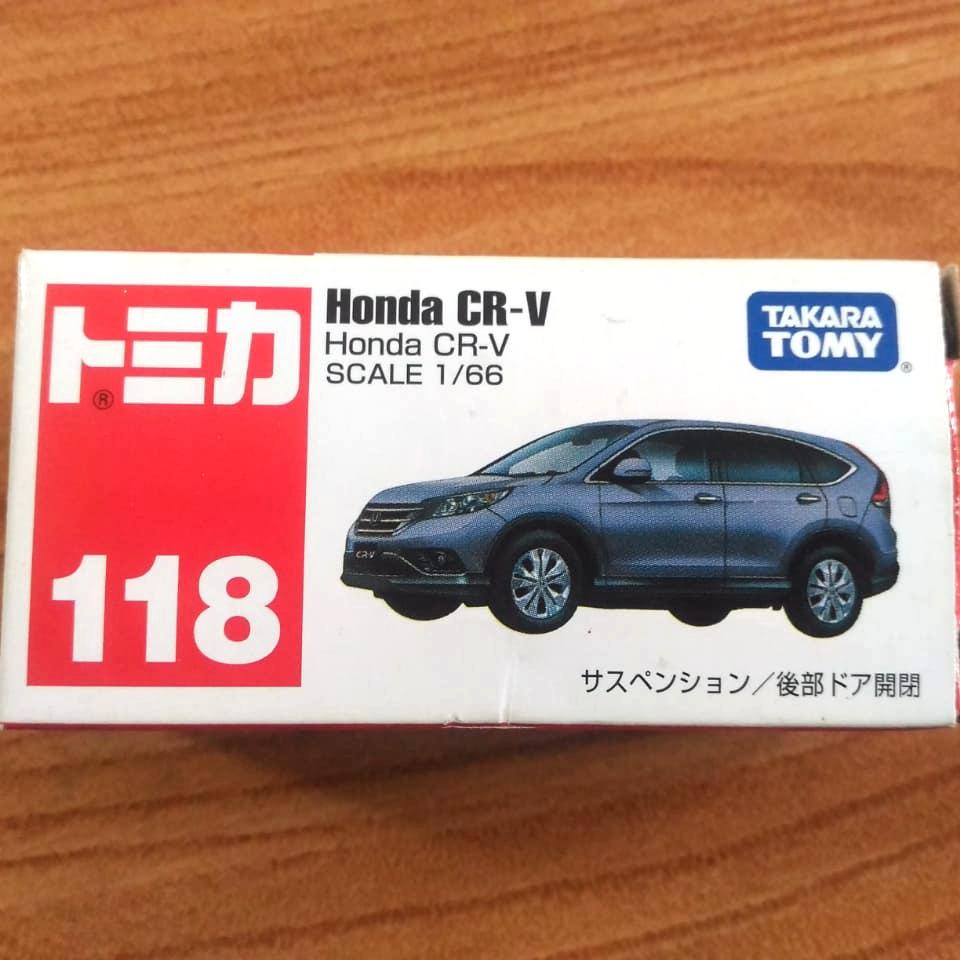 トミカ
®
118
Honda CR-V
Honda CR-V
SCALE 1/66
TAKARA
TOMY
®
CR-V
サスペンション/後部ドア開閉